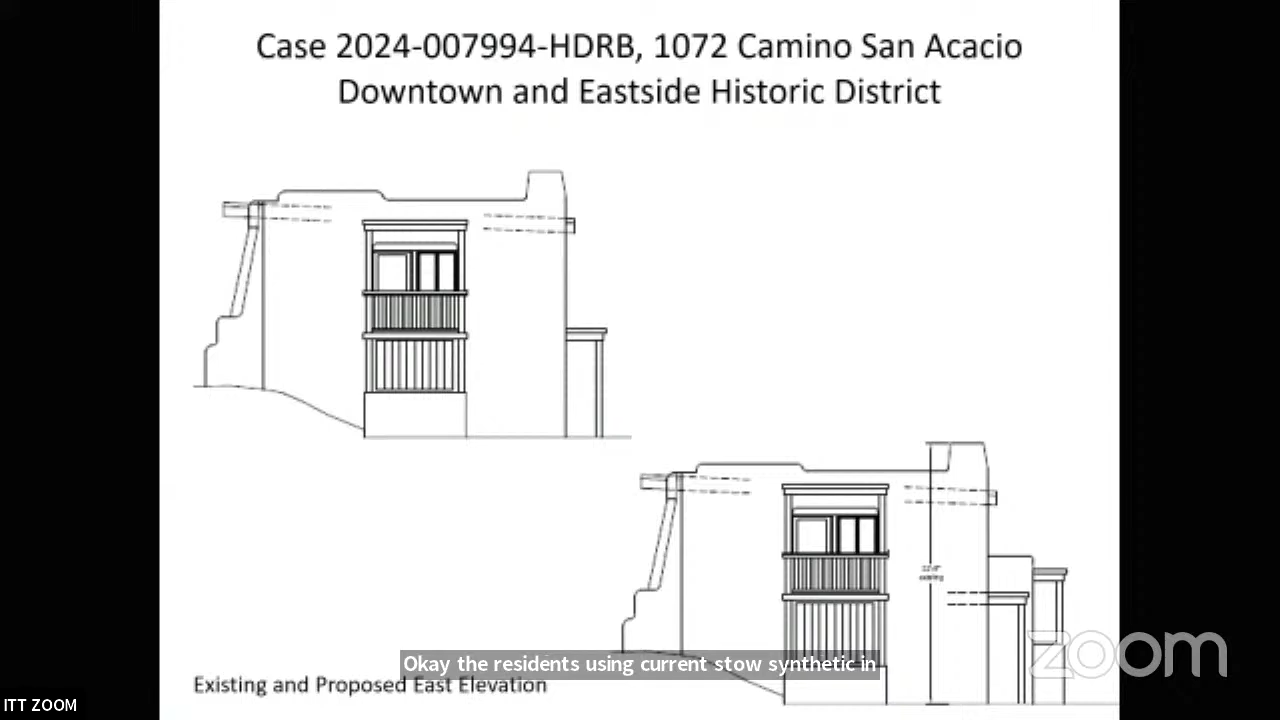 Case 2024-007994-HDRB, 1072 Camino San Acacio
Downtown and Eastside Historic District
existing
zoom
Okay the residents using current stow synthetic in
Existing and Proposed East Elevation
ITT ZOOM